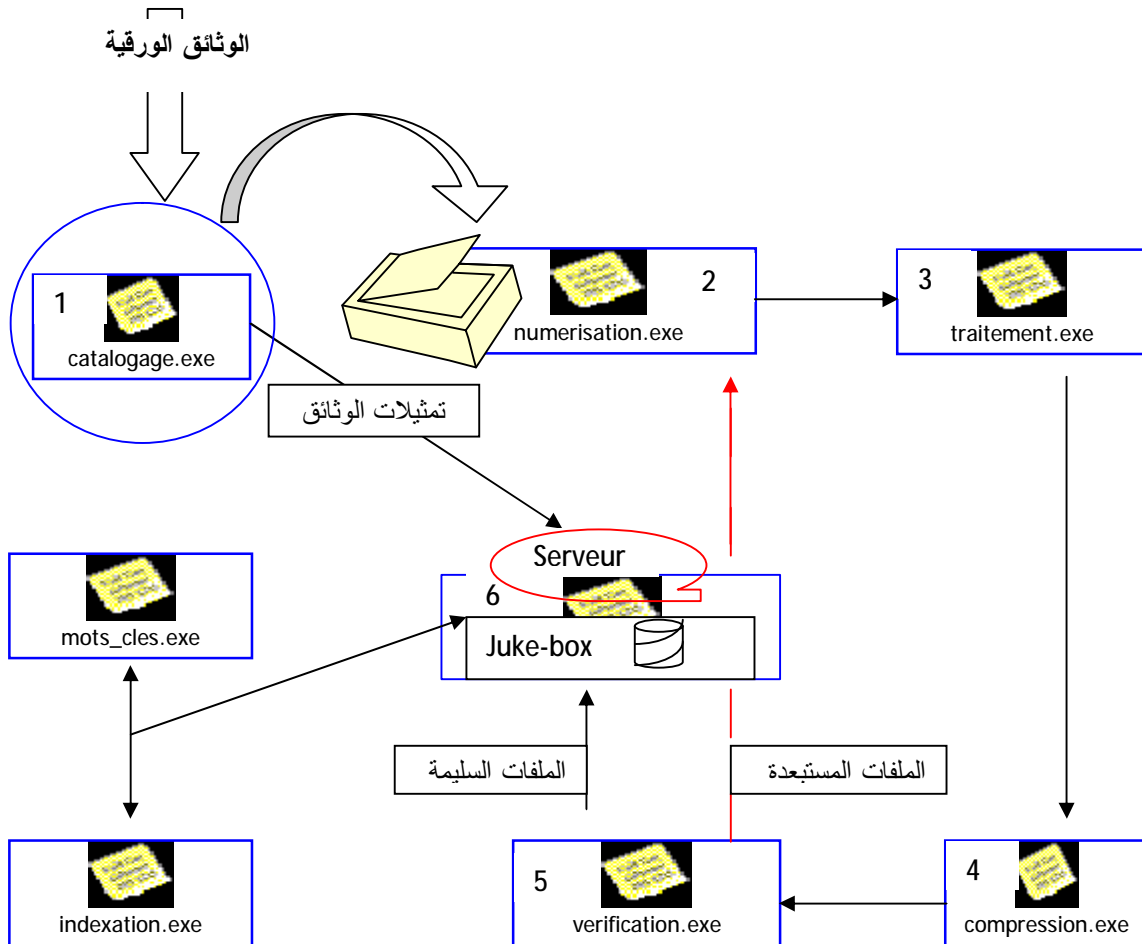 الوثائق الورقية
1
catalogage.exe
2
numerisation.exe
3
traitement.exe
تمثيلات الوثائق
mots_cles.exe
Serveur
6
Juke-box
الملفات السليمة
الملفات المستبعدة
indexation.exe
5
verification.exe
4
compression.exe